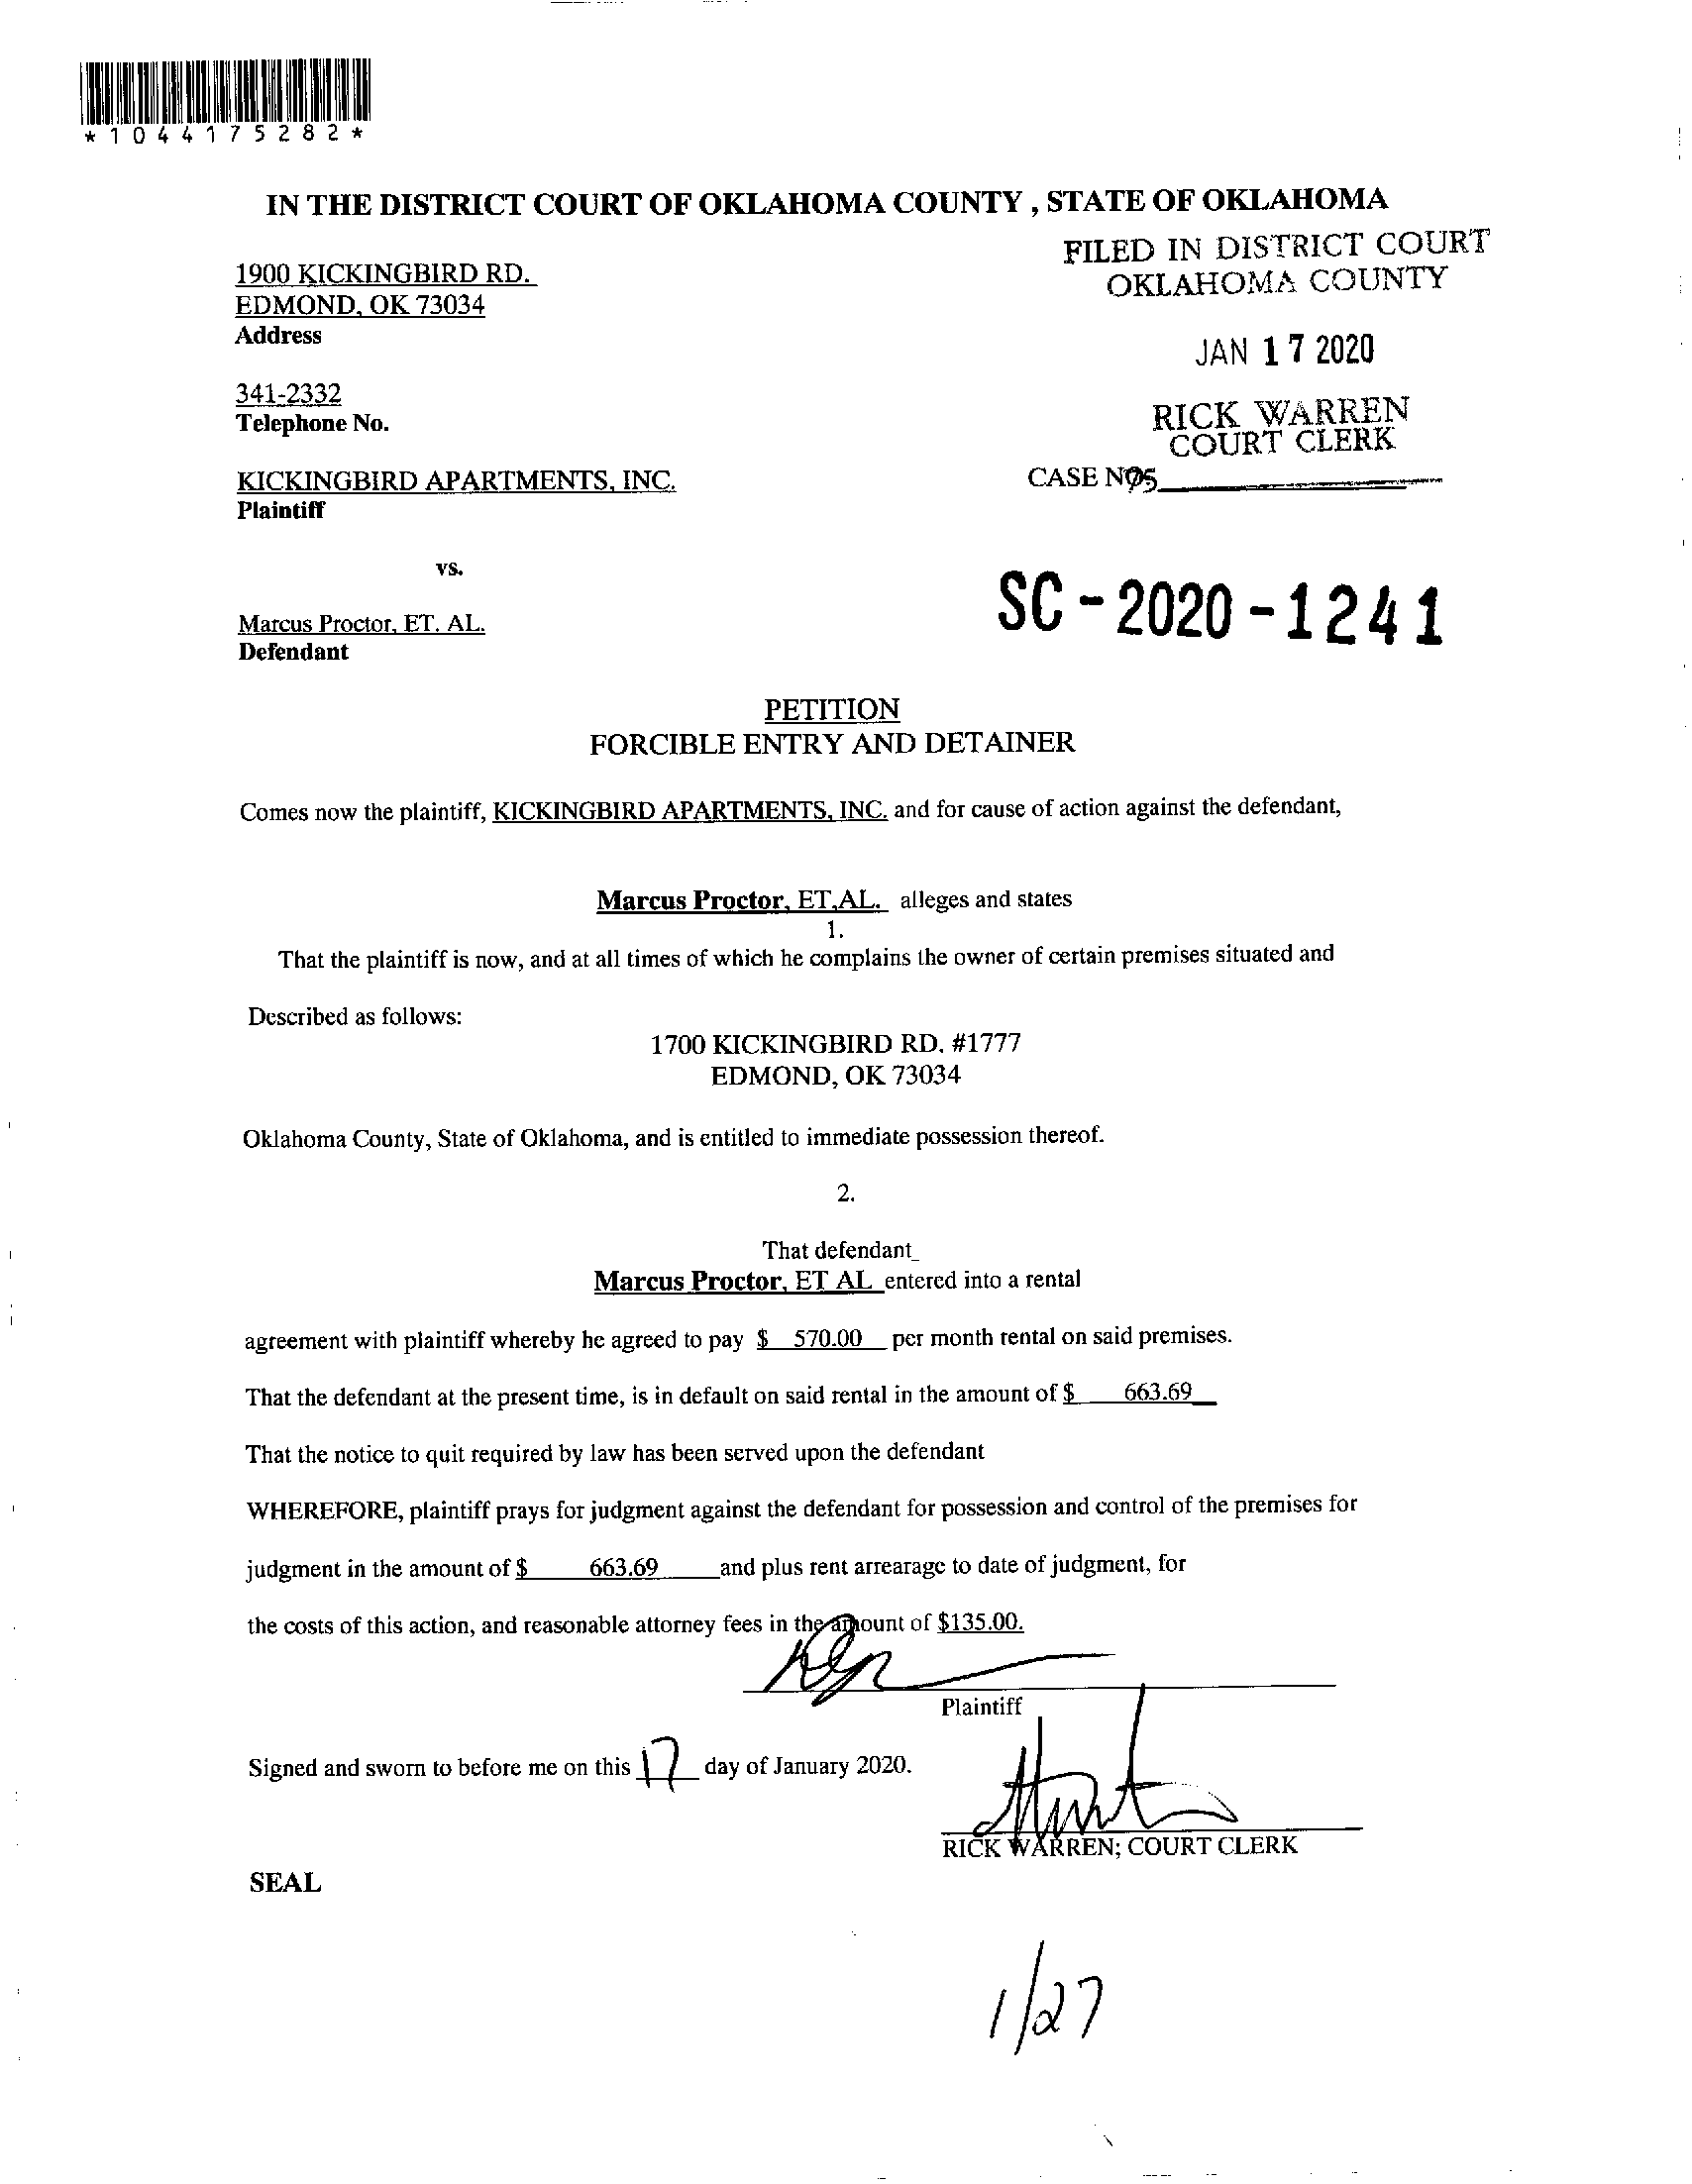 *1044175282*
IN THE DISTRICT COURT OF OKLAHOMA COUNTY , STATE OF OKLAHOMA
FILED IN DISTRICT COURT
OKLAHOMA COUNTY
1900 KICKINGBIRD RD.
EDMOND, OK 73034
Address
JAN 17 2020
341-2332
Telephone No.
RICK WARREN
COURT CLERK
KICKINGBIRD APARTMENTS, INC.
Plaintiff
CASE NO.
vs.
SC-2020-1241
Marcus Proctor, ET. AL.
Defendant
PETITION
FORCIBLE ENTRY AND DETAINER
Comes now the plaintiff, KICKINGBIRD APARTMENTS, INC. and for cause of action against the defendant,
Marcus Proctor, ET,AL. alleges and states
1.
That the plaintiff is now, and at all times of which he complains the owner of certain premises situated and
Described as follows:
1700 KICKINGBIRD RD. #1777
EDMOND, OK 73034
Oklahoma County, State of Oklahoma, and is entitled to immediate possession thereof.
2.
That defendant_
Marcus Proctor, ET AL entered into a rental
agreement with plaintiff whereby he agreed to pay $ 570.00 per month rental on said premises.
That the defendant at the present time, is in default on said rental in the amount of $ 663.69
That the notice to quit required by law has been served upon the defendant
WHEREFORE, plaintiff prays for judgment against the defendant for possession and control of the premises for
judgment in the amount of $ 663.69 and plus rent arrearage to date of judgment, for
the costs of this action, and reasonable attorney fees in the amount of $135.00.
Plaintiff
Signed and sworn to before me on this 17 day of January 2020.
RICK WARREN; COURT CLERK
SEAL
1/27